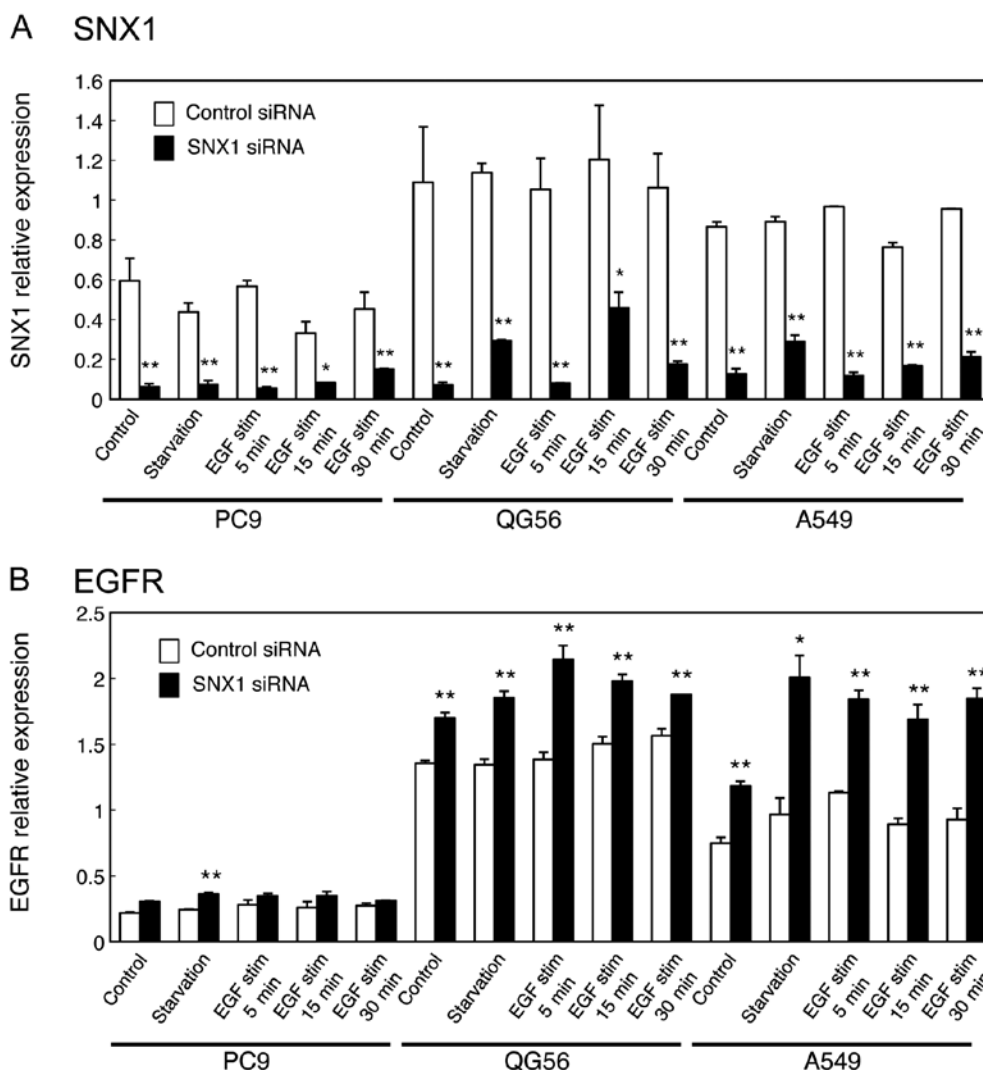 A SNX1
SNX1 relative expression
1.6
1.4
1.2
1
0.8
0.6
0.4
0.2
0
Control siRNA
SNX1 siRNA
** ** ** * ** ** ** ** * ** ** ** ** ** **
Control
Starvation
EGF stim
5 min
EGF stim
15 min
EGF stim
30 min
Control
Starvation
EGF stim
5 min
EGF stim
15 min
EGF stim
30 min
Control
Starvation
EGF stim
5 min
EGF stim
15 min
EGF stim
30 min
PC9 QG56 A549
B EGFR
EGFR relative expression
2.5
2
1.5
1
0.5
0
Control siRNA
SNX1 siRNA
** ** ** ** ** ** ** * ** ** **
Control
Starvation
EGF stim
5 min
EGF stim
15 min
EGF stim
30 min
Control
Starvation
EGF stim
5 min
EGF stim
15 min
EGF stim
30 min
Control
Starvation
EGF stim
5 min
EGF stim
15 min
EGF stim
30 min
PC9 QG56 A549